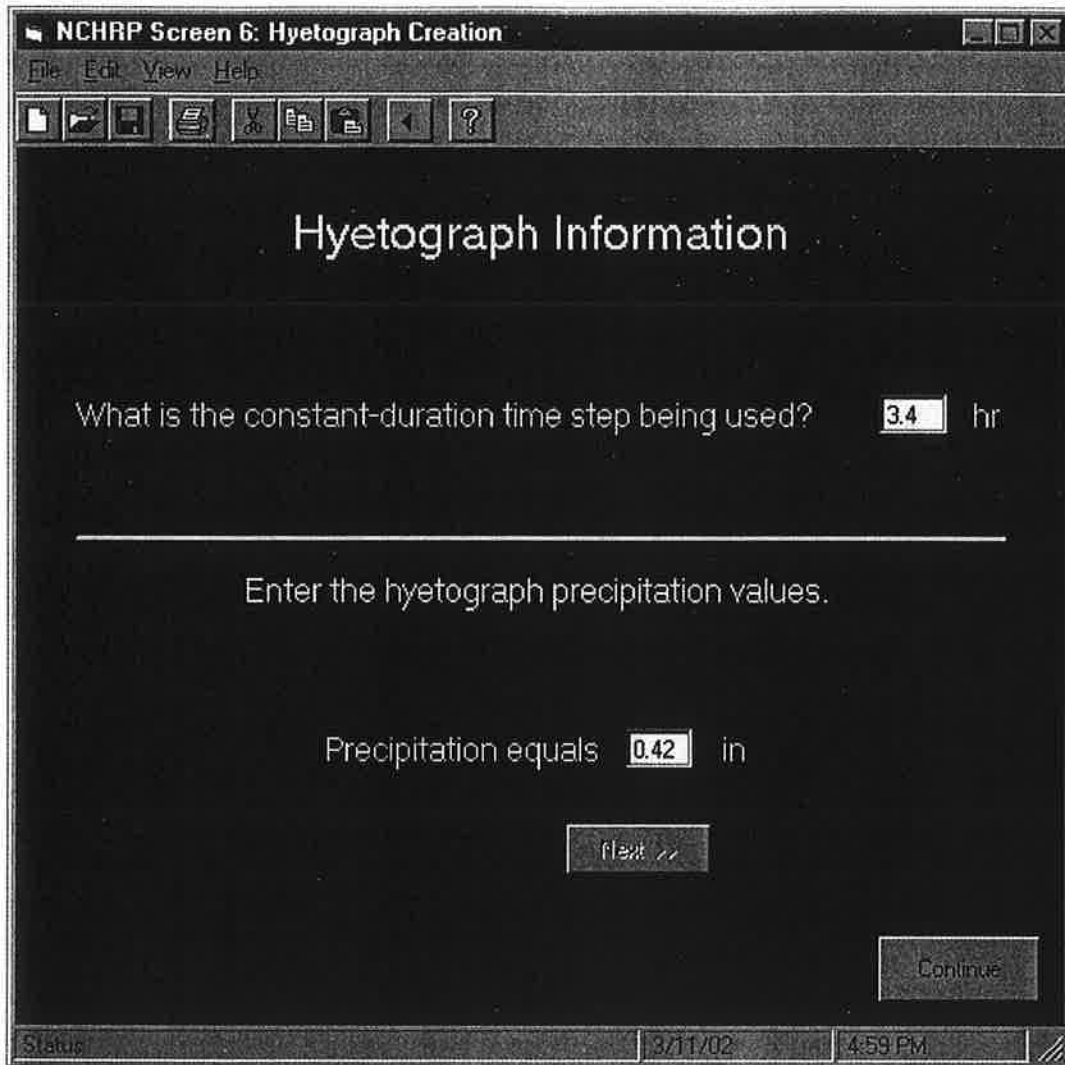 NCHRP Screen 6: Hyetograph Creation
File Edit View Help
Hyetograph Information
What is the constant-duration time step being used? 3.4 hr
Enter the hyetograph precipitation values.
Precipitation equals 0.42 in
Next >>
Continue
Status 3/11/02 4:59 PM